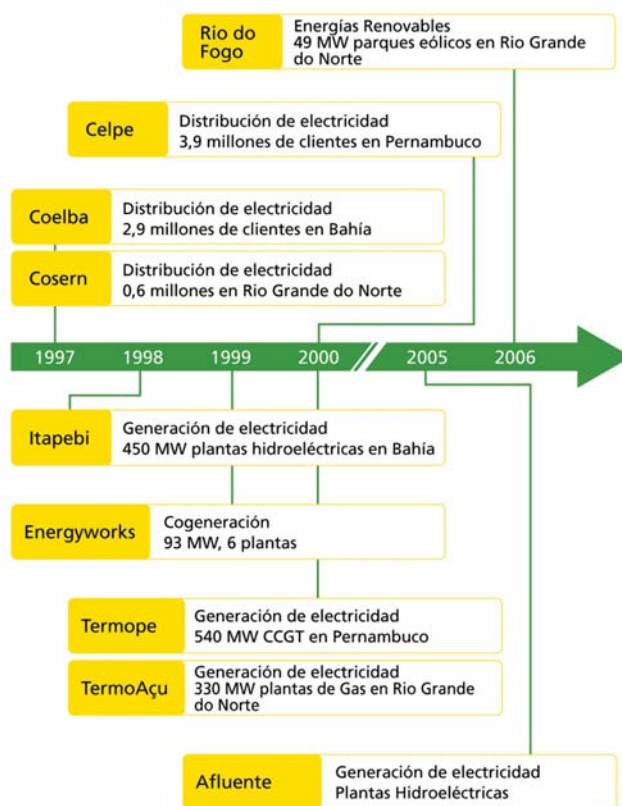 Rio do
Fogo
Energías Renovables
49 MW parques eólicos en Rio Grande
do Norte
Celpe
Distribución de electricidad
3,9 millones de clientes en Pernambuco
Coelba
Distribución de electricidad
2,9 millones de clientes en Bahía
Cosern
Distribución de electricidad
0,6 millones en Rio Grande do Norte
1997 1998 1999 2000 2005 2006
Itapebi
Generación de electricidad
450 MW plantas hidroeléctricas en Bahía
Energyworks
Cogeneración
93 MW, 6 plantas
Termope
Generación de electricidad
540 MW CCGT en Pernambuco
TermoAçu
Generación de electricidad
330 MW plantas de Gas en Rio Grande
do Norte
Afluente
Generación de electricidad
Plantas Hidroeléctricas